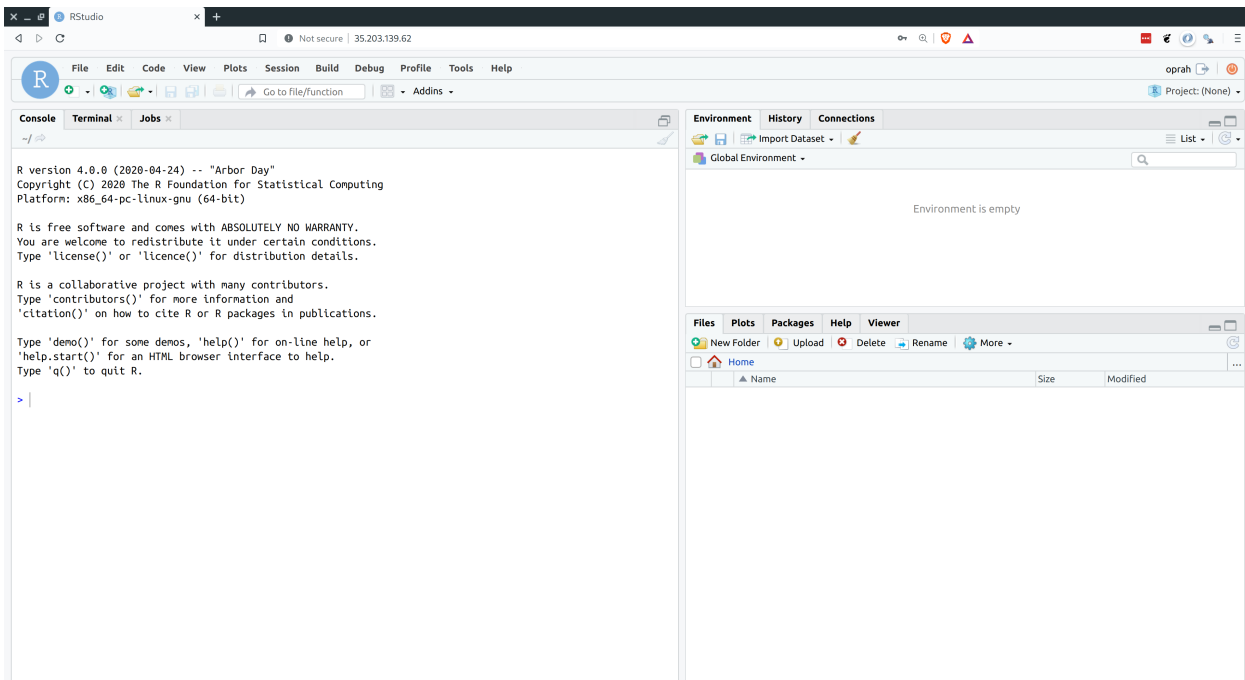 RStudio
Not secure | 35.203.139.62
R
File Edit Code View Plots Session Build Debug Profile Tools Help
oprah
Go to file/function
Addins
Project: (None)
Console Terminal Jobs
~/
R version 4.0.0 (2020-04-24) -- "Arbor Day"
Copyright (C) 2020 The R Foundation for Statistical Computing
Platform: x86_64-pc-linux-gnu (64-bit)
R is free software and comes with ABSOLUTELY NO WARRANTY.
You are welcome to redistribute it under certain conditions.
Type 'license()' or 'licence()' for distribution details.
R is a collaborative project with many contributors.
Type 'contributors()' for more information and
'citation()' on how to cite R or R packages in publications.
Type 'demo()' for some demos, 'help()' for on-line help, or
'help.start()' for an HTML browser interface to help.
Type 'q()' to quit R.
>
Environment History Connections
Import Dataset
List
Global Environment
Environment is empty
Files Plots Packages Help Viewer
New Folder Upload Delete Rename More
Home
...
Name Size Modified